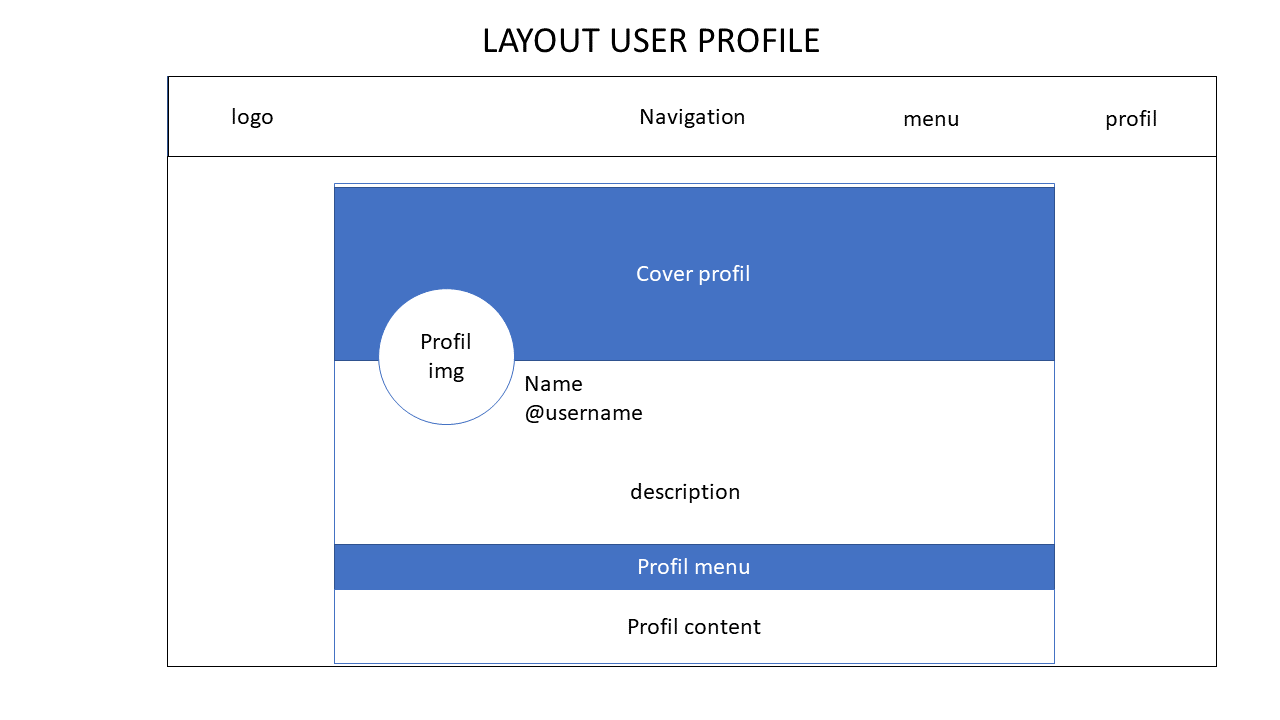 LAYOUT USER PROFILE
logo
Navigation
menu
profil
Cover profil
Profil
img
Name
@username
description
Profil menu
Profil content